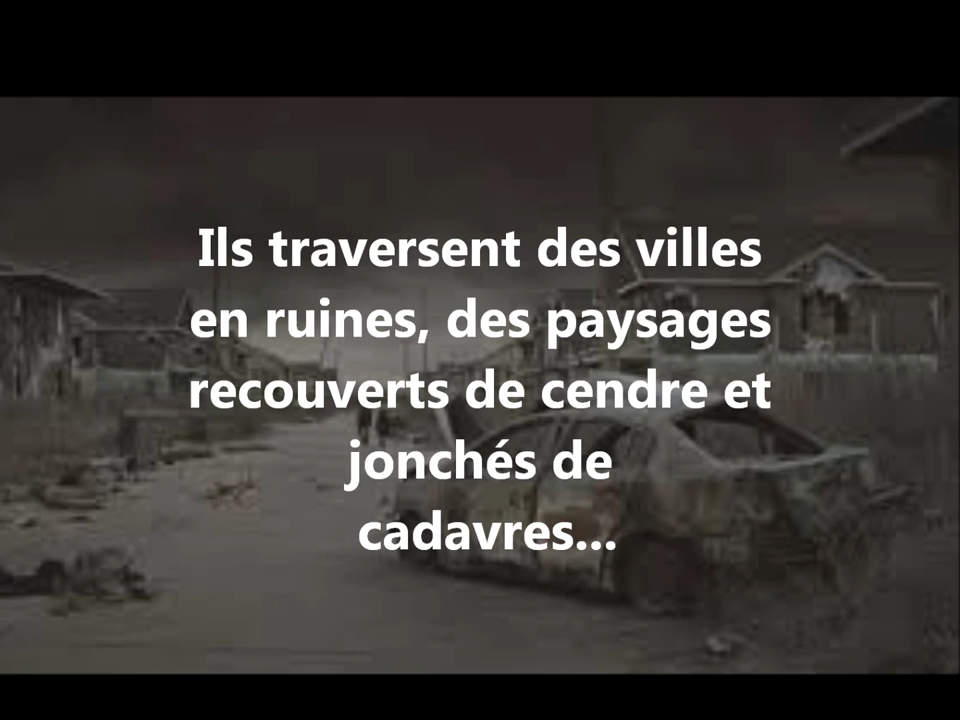 Ils traversent des villes
en ruines, des paysages
recouverts de cendre et
jonchés de
cadavres...